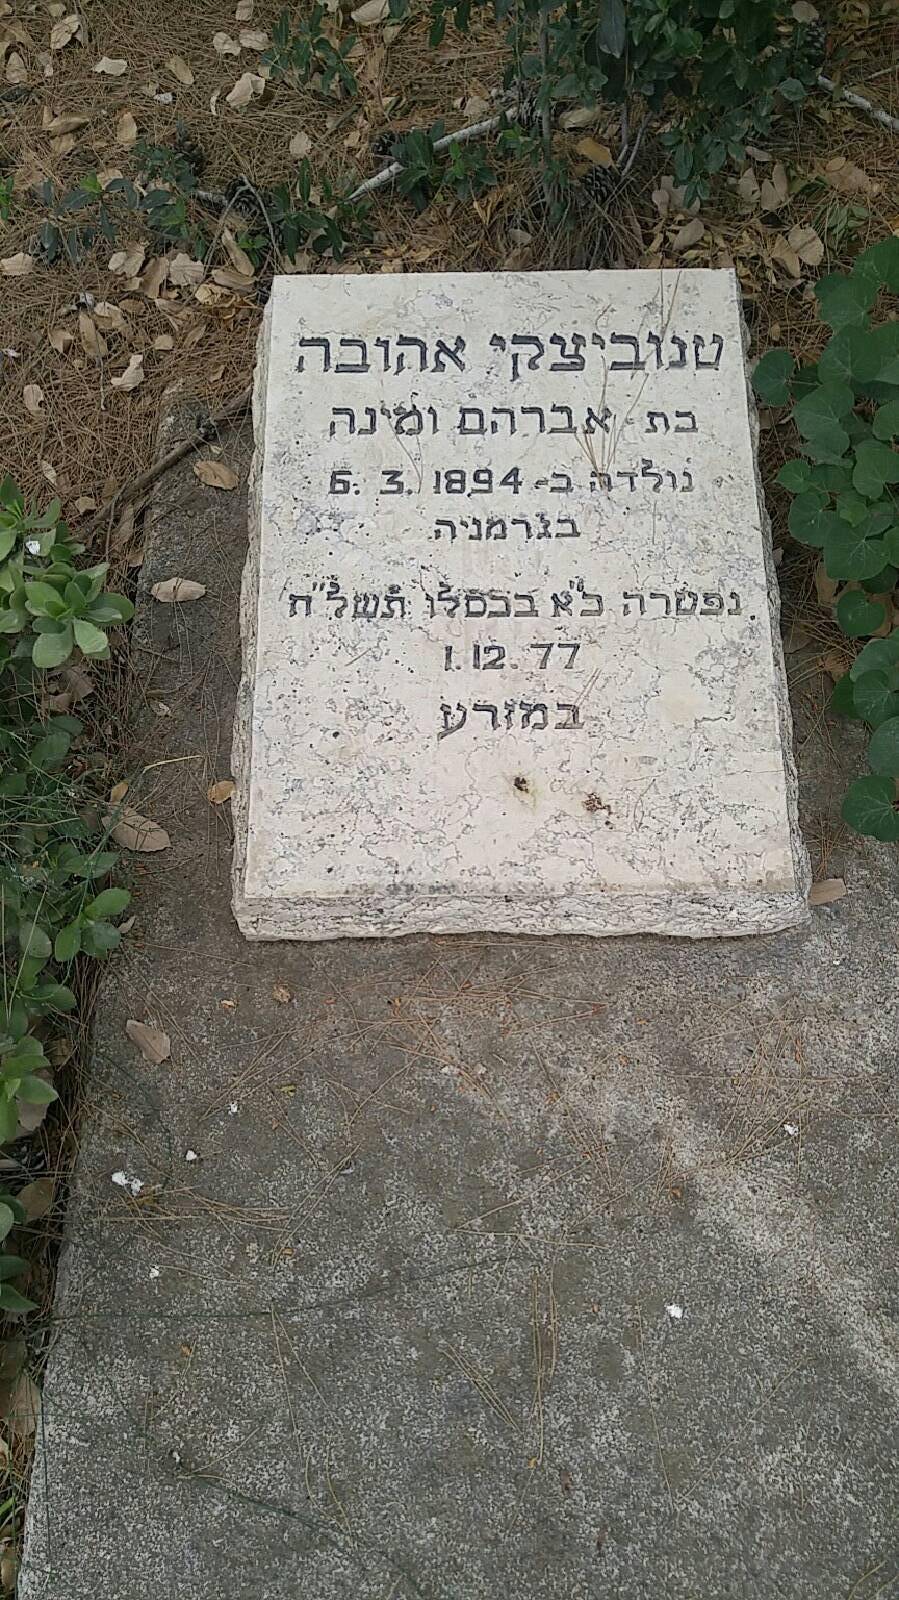 טנוביצקי אהובה
בת - אברהם ומינה
נולדה ב- 6. 3. 1894
בגרמניה
נפטרה כ"א בכסלו תשל"ח
1. 12. 77
במזרע